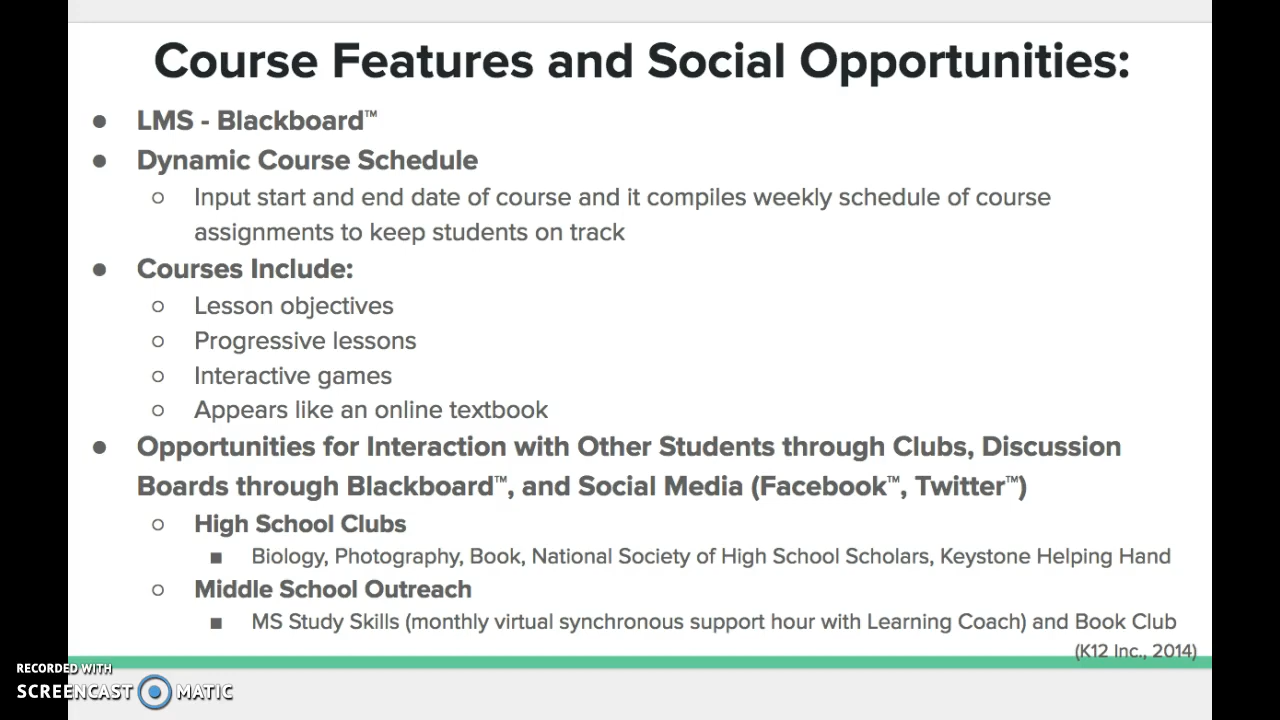 Course Features and Social Opportunities:
● LMS - Blackboard™
● Dynamic Course Schedule
○ Input start and end date of course and it compiles weekly schedule of course
assignments to keep students on track
● Courses Include:
○ Lesson objectives
○ Progressive lessons
○ Interactive games
○ Appears like an online textbook
● Opportunities for Interaction with Other Students through Clubs, Discussion
Boards through Blackboard™, and Social Media (Facebook™, Twitter™)
○ High School Clubs
■ Biology, Photography, Book, National Society of High School Scholars, Keystone Helping Hand
○ Middle School Outreach
■ MS Study Skills (monthly virtual synchronous support hour with Learning Coach) and Book Club
(K12 Inc., 2014)
RECORDED WITH
SCREENCAST MATIC